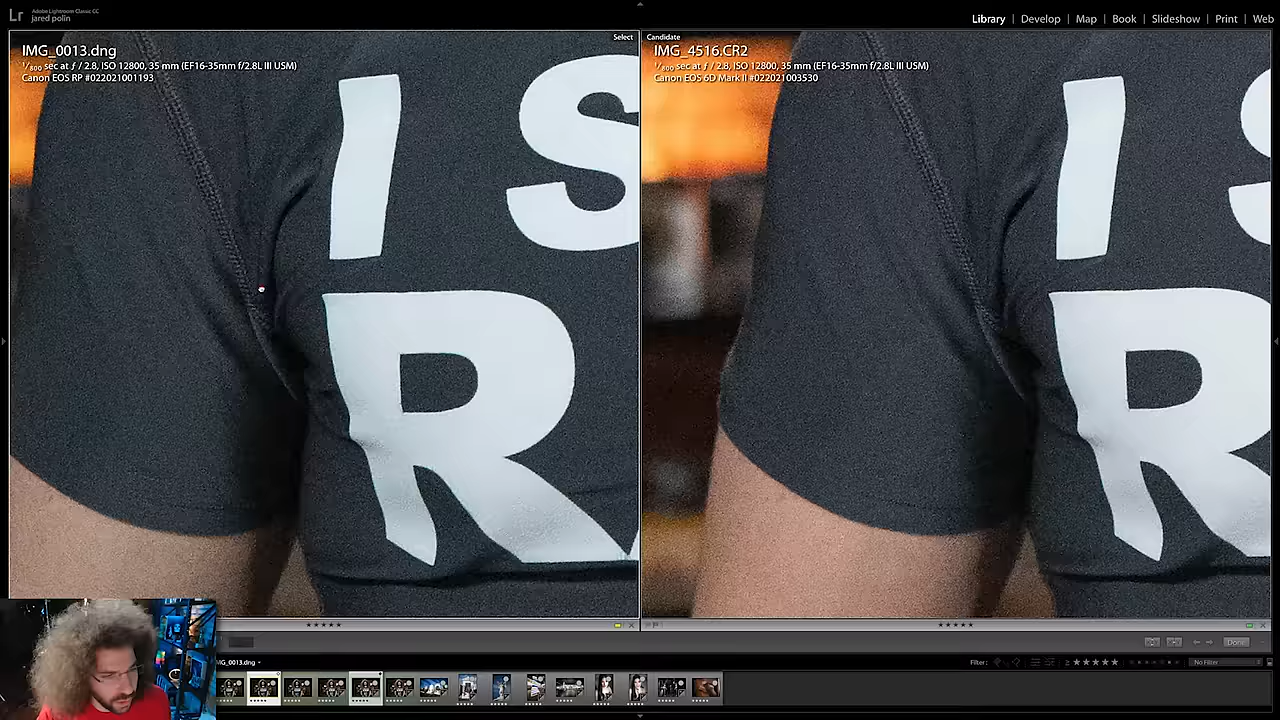 Lr
Adobe Lightroom Classic CC
jared polin
Library | Develop | Map | Book | Slideshow | Print | Web
Select
IMG_0013.dng
1/800 sec at ƒ / 2.8, ISO 12800, 35 mm (EF16-35mm f/2.8L III USM)
Canon EOS RP #022021001193
Candidate
IMG_4516.CR2
1/800 sec at ƒ / 2.8, ISO 12800, 35 mm (EF16-35mm f/2.8L III USM)
Canon EOS 6D Mark II #022021003530
I S
R
I S
R
Done
MG_0013.dng
Filter:
No Filter